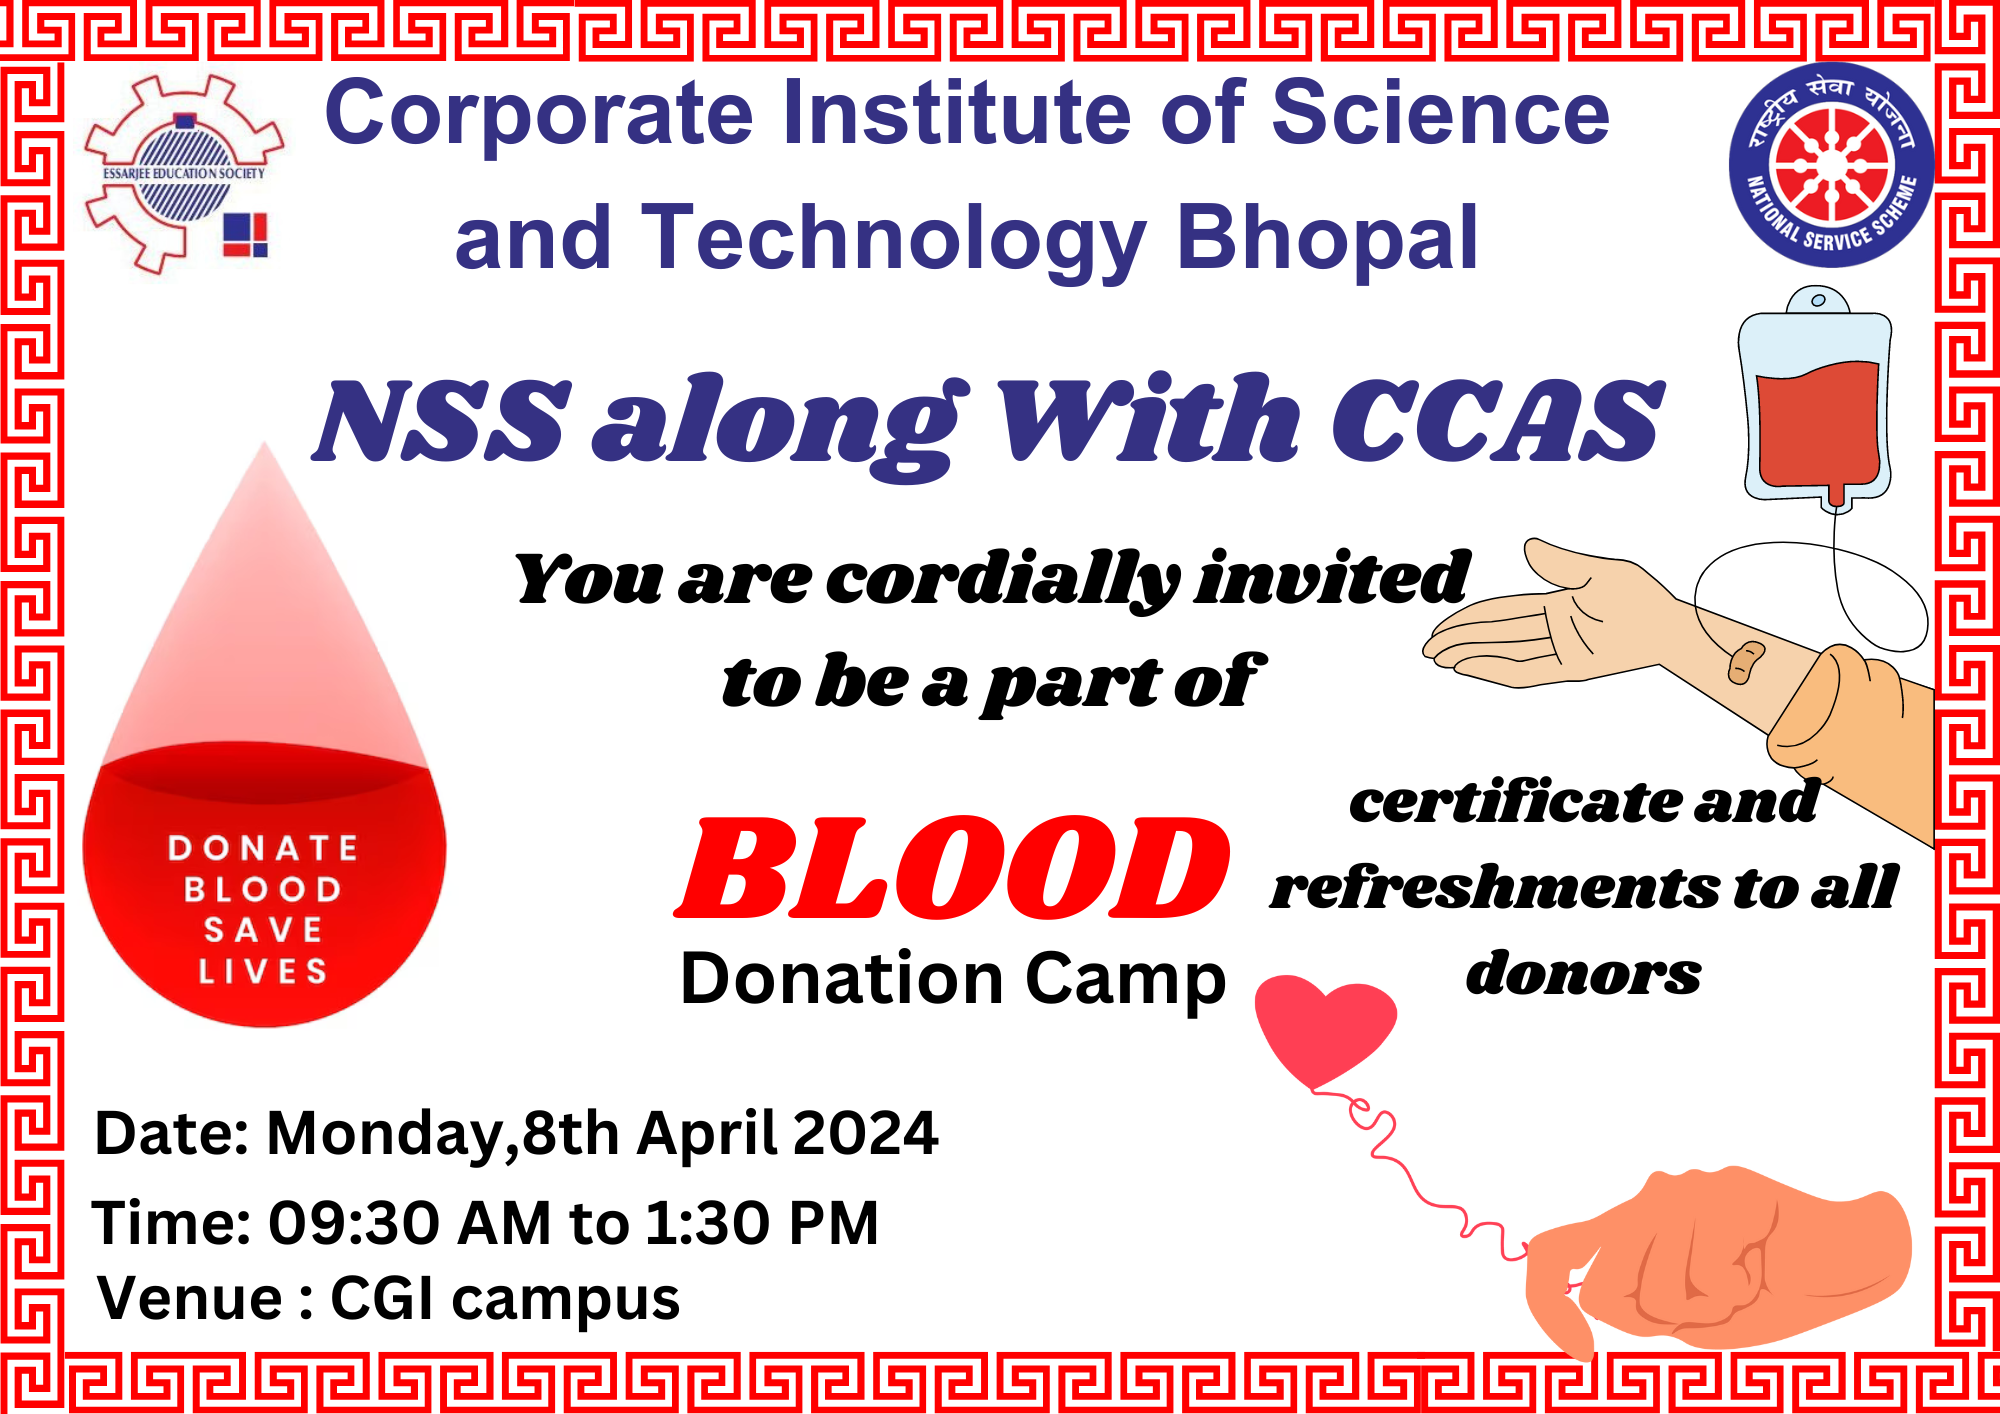 Corporate Institute of Science
and Technology Bhopal
ESSARJEE EDUCATION SOCIETY
राष्ट्रीय सेवा योजना
NATIONAL SERVICE SCHEME
NSS along With CCAS
You are cordially invited
to be a part of
BLOOD
Donation Camp
certificate and
refreshments to all
donors
DONATE
BLOOD
SAVE
LIVES
Date: Monday,8th April 2024
Time: 09:30 AM to 1:30 PM
Venue : CGI campus